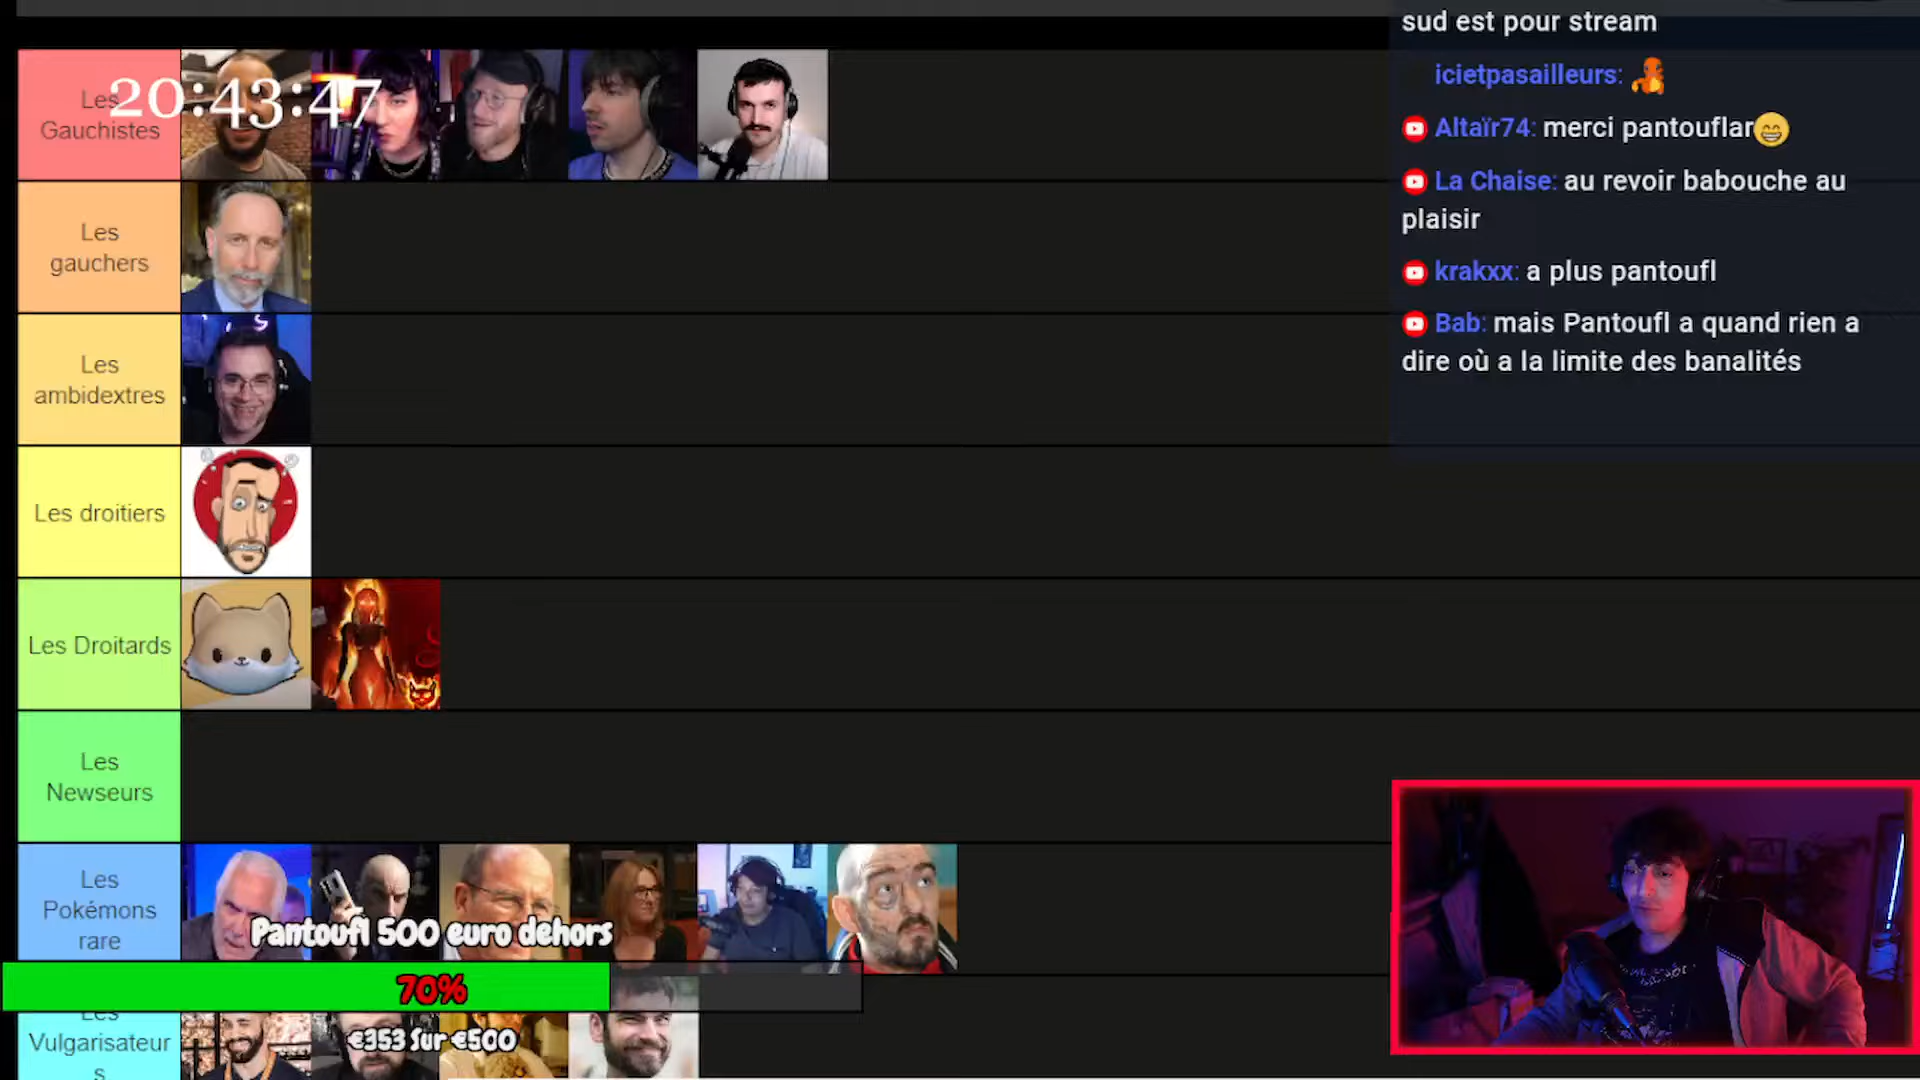 Les
Gauchistes
20:43:47
Les
gauchers
Les
ambidextres
Les droitiers
Les Droitards
Les
Newseurs
Les
Pokémons
rare
Pantoufl 500 euro dehors
70%
Les
Vulgarisateur
s
€353 Sur €500
sud est pour stream
icietpasailleurs:
Altaïr74: merci pantouflar😁
La Chaise: au revoir babouche au
plaisir
krakxx: a plus pantoufl
Bab: mais Pantoufl a quand rien a
dire où a la limite des banalités